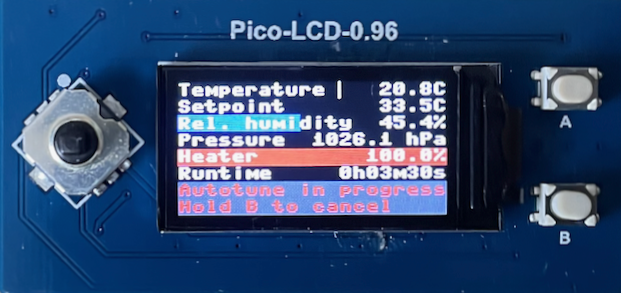 Pico-LCD-0.96
Temperature | 20.8C
Setpoint 33.5C
Rel. humidity 45.4%
Pressure 1026.1 hPa
Heater 100.0%
Runtime 0h03m30s
Autotune in progress
Hold B to cancel
A
B